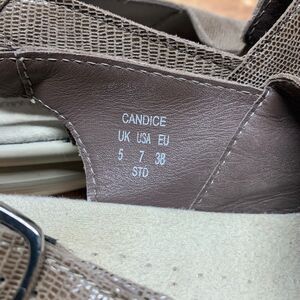 CANDICE
UK USA EU
5 7 38
STD